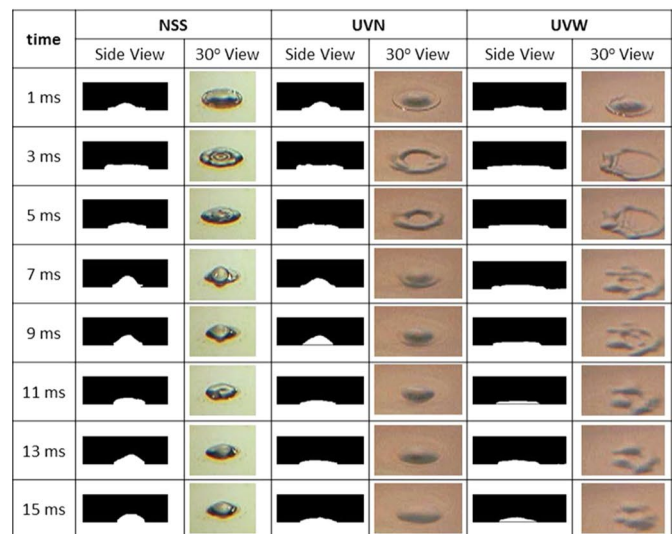 time NSS UVN UVW
Side View 30° View Side View 30° View Side View 30° View
1 ms
3 ms
5 ms
7 ms
9 ms
11 ms
13 ms
15 ms